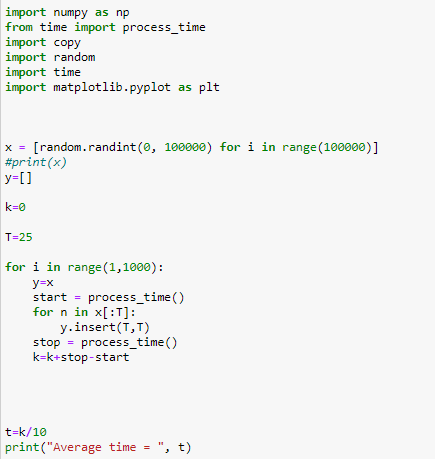 import numpy as np
from time import process_time
import copy
import random
import time
import matplotlib.pyplot as plt
x = [random.randint(0, 100000) for i in range(100000)]
#print(x)
y=[]
k=0
T=25
for i in range(1,1000):
    y=x
    start = process_time()
    for n in x[:T]:
        y.insert(T,T)
    stop = process_time()
    k=k+stop-start
t=k/10
print("Average time = ", t)